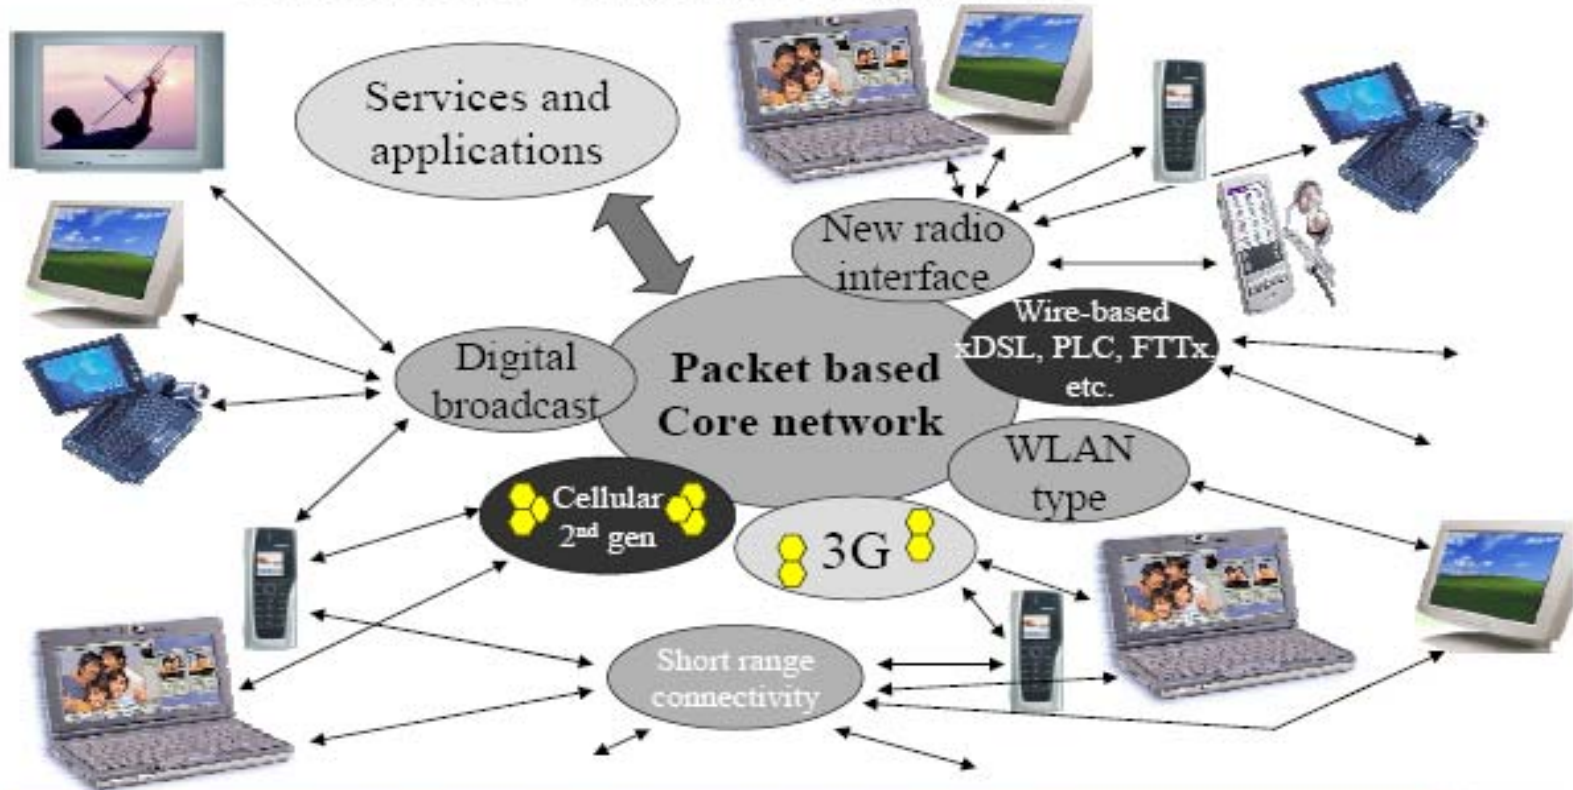 Services and
applications
New radio
interface
Wire-based
xDSL, PLC, FTTx,
etc.
Digital
broadcast
Packet based
Core network
WLAN
type
Cellular
2nd gen
3G
Short range
connectivity